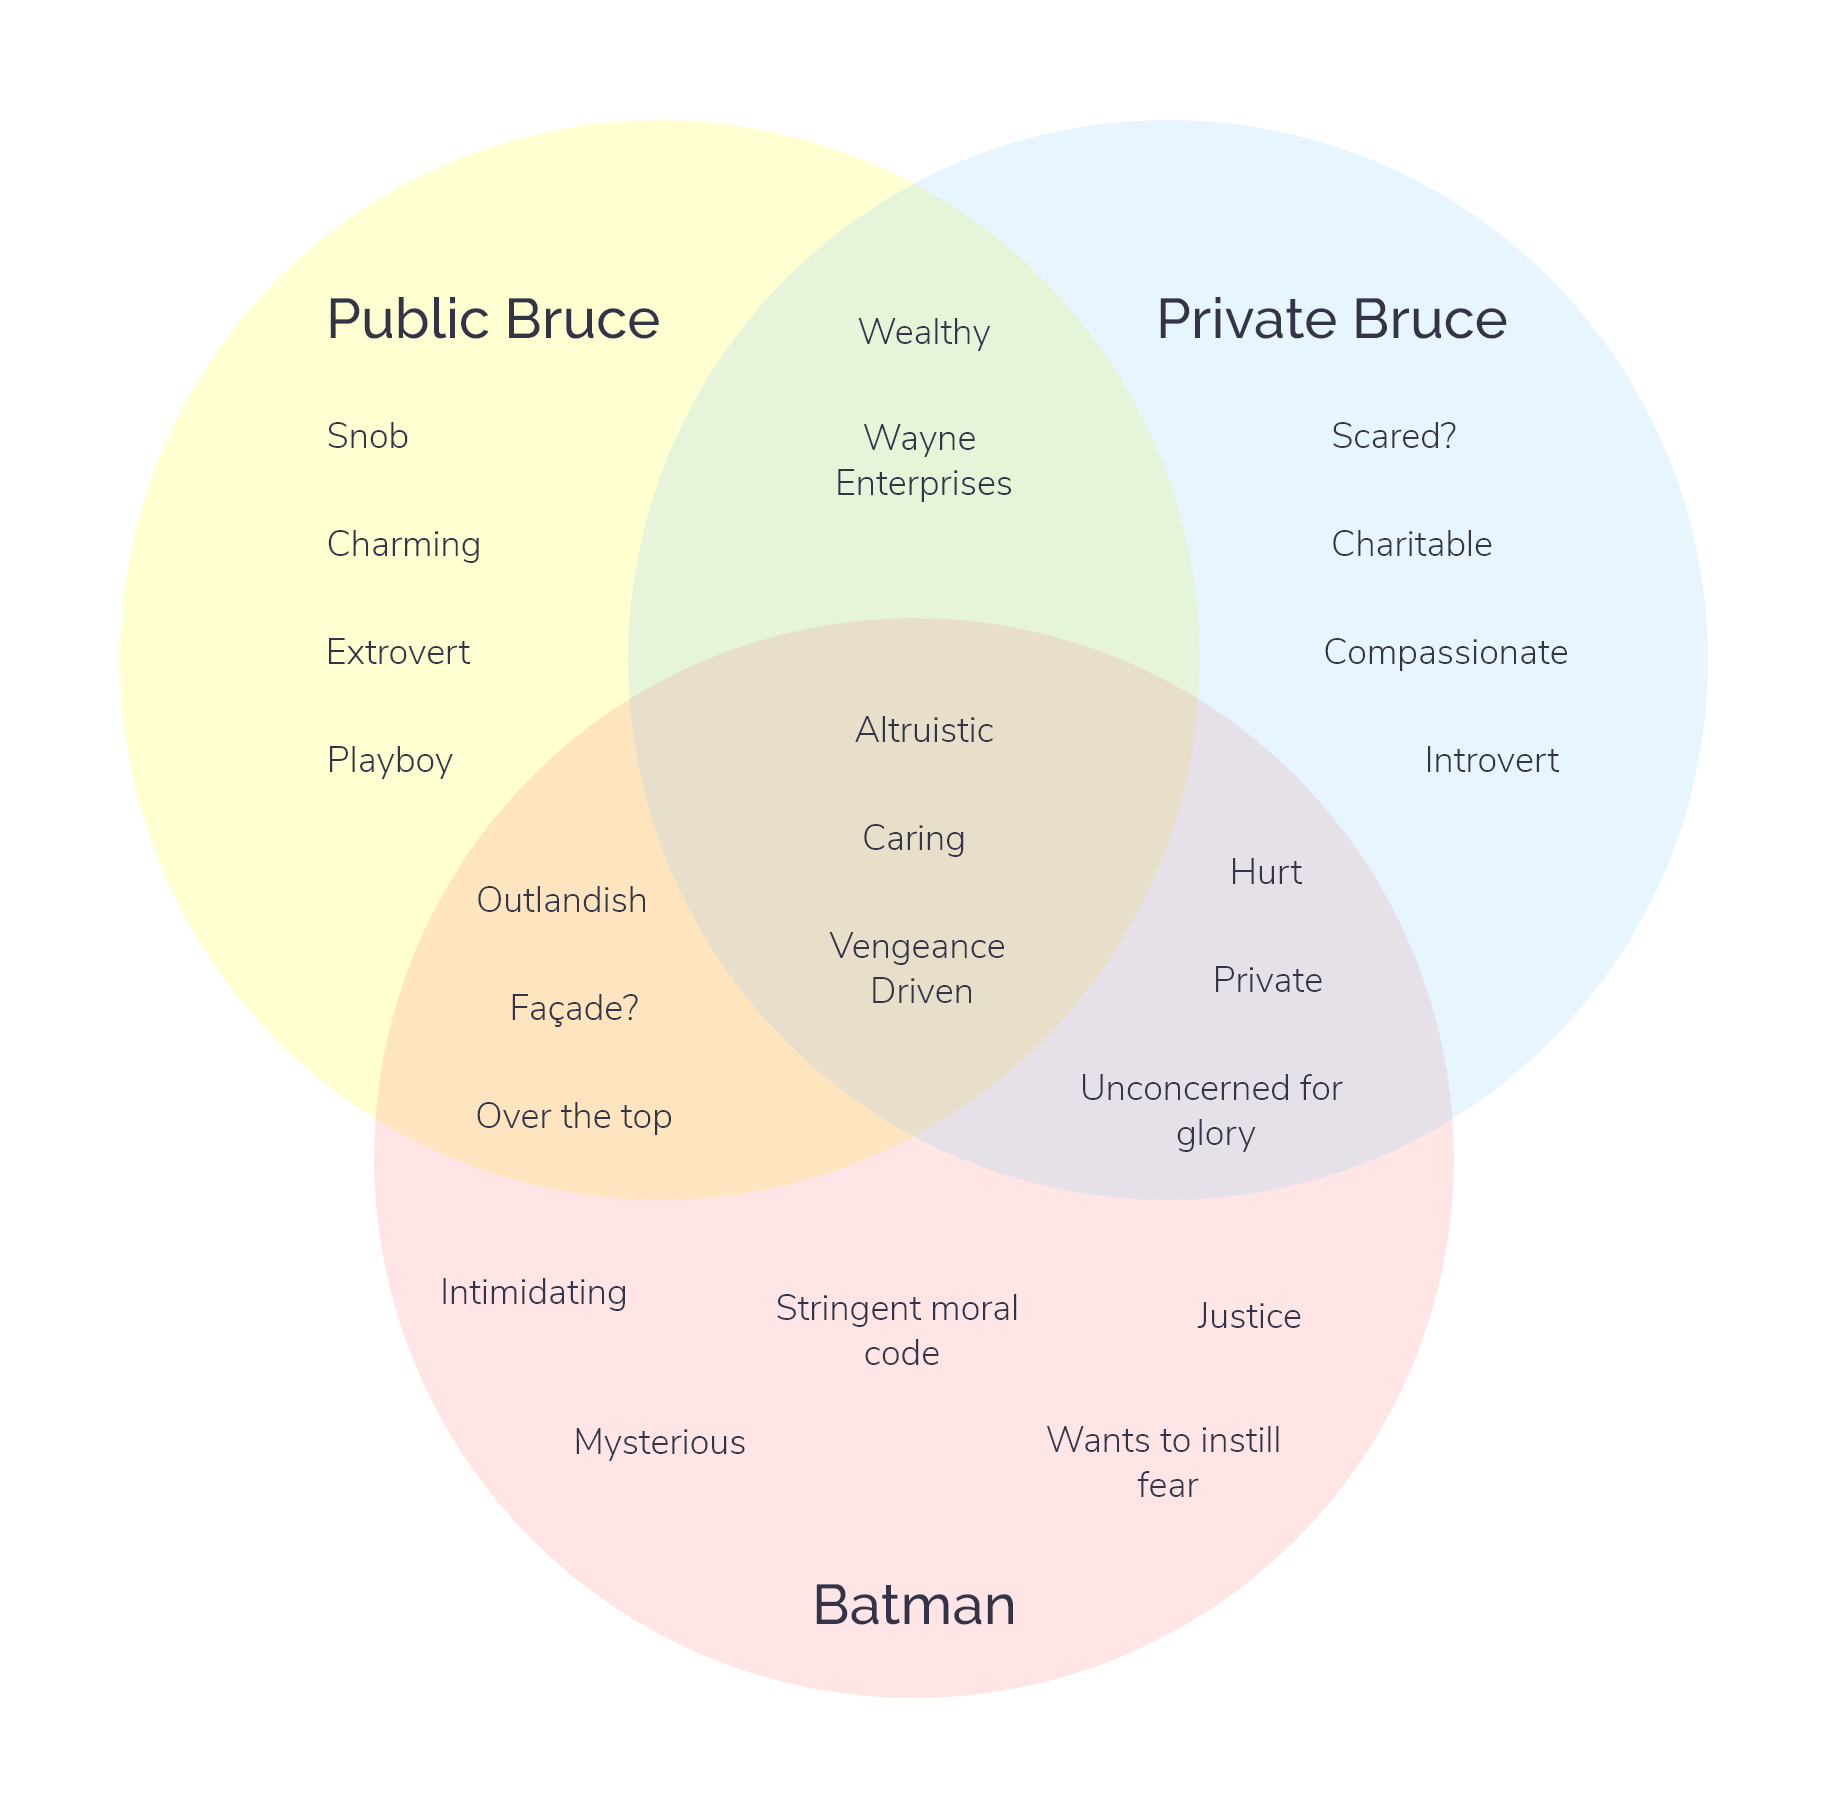 Public Bruce
Snob
Charming
Extrovert
Playboy
Wealthy
Wayne
Enterprises
Private Bruce
Scared?
Charitable
Compassionate
Introvert
Altruistic
Caring
Vengeance
Driven
Outlandish
Façade?
Over the top
Hurt
Private
Unconcerned for
glory
Intimidating
Stringent moral
code
Justice
Mysterious
Wants to instill
fear
Batman